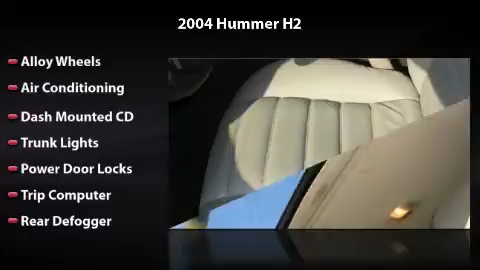 2004 Hummer H2
Alloy Wheels
Air Conditioning
Dash Mounted CD
Trunk Lights
Power Door Locks
Trip Computer
Rear Defogger